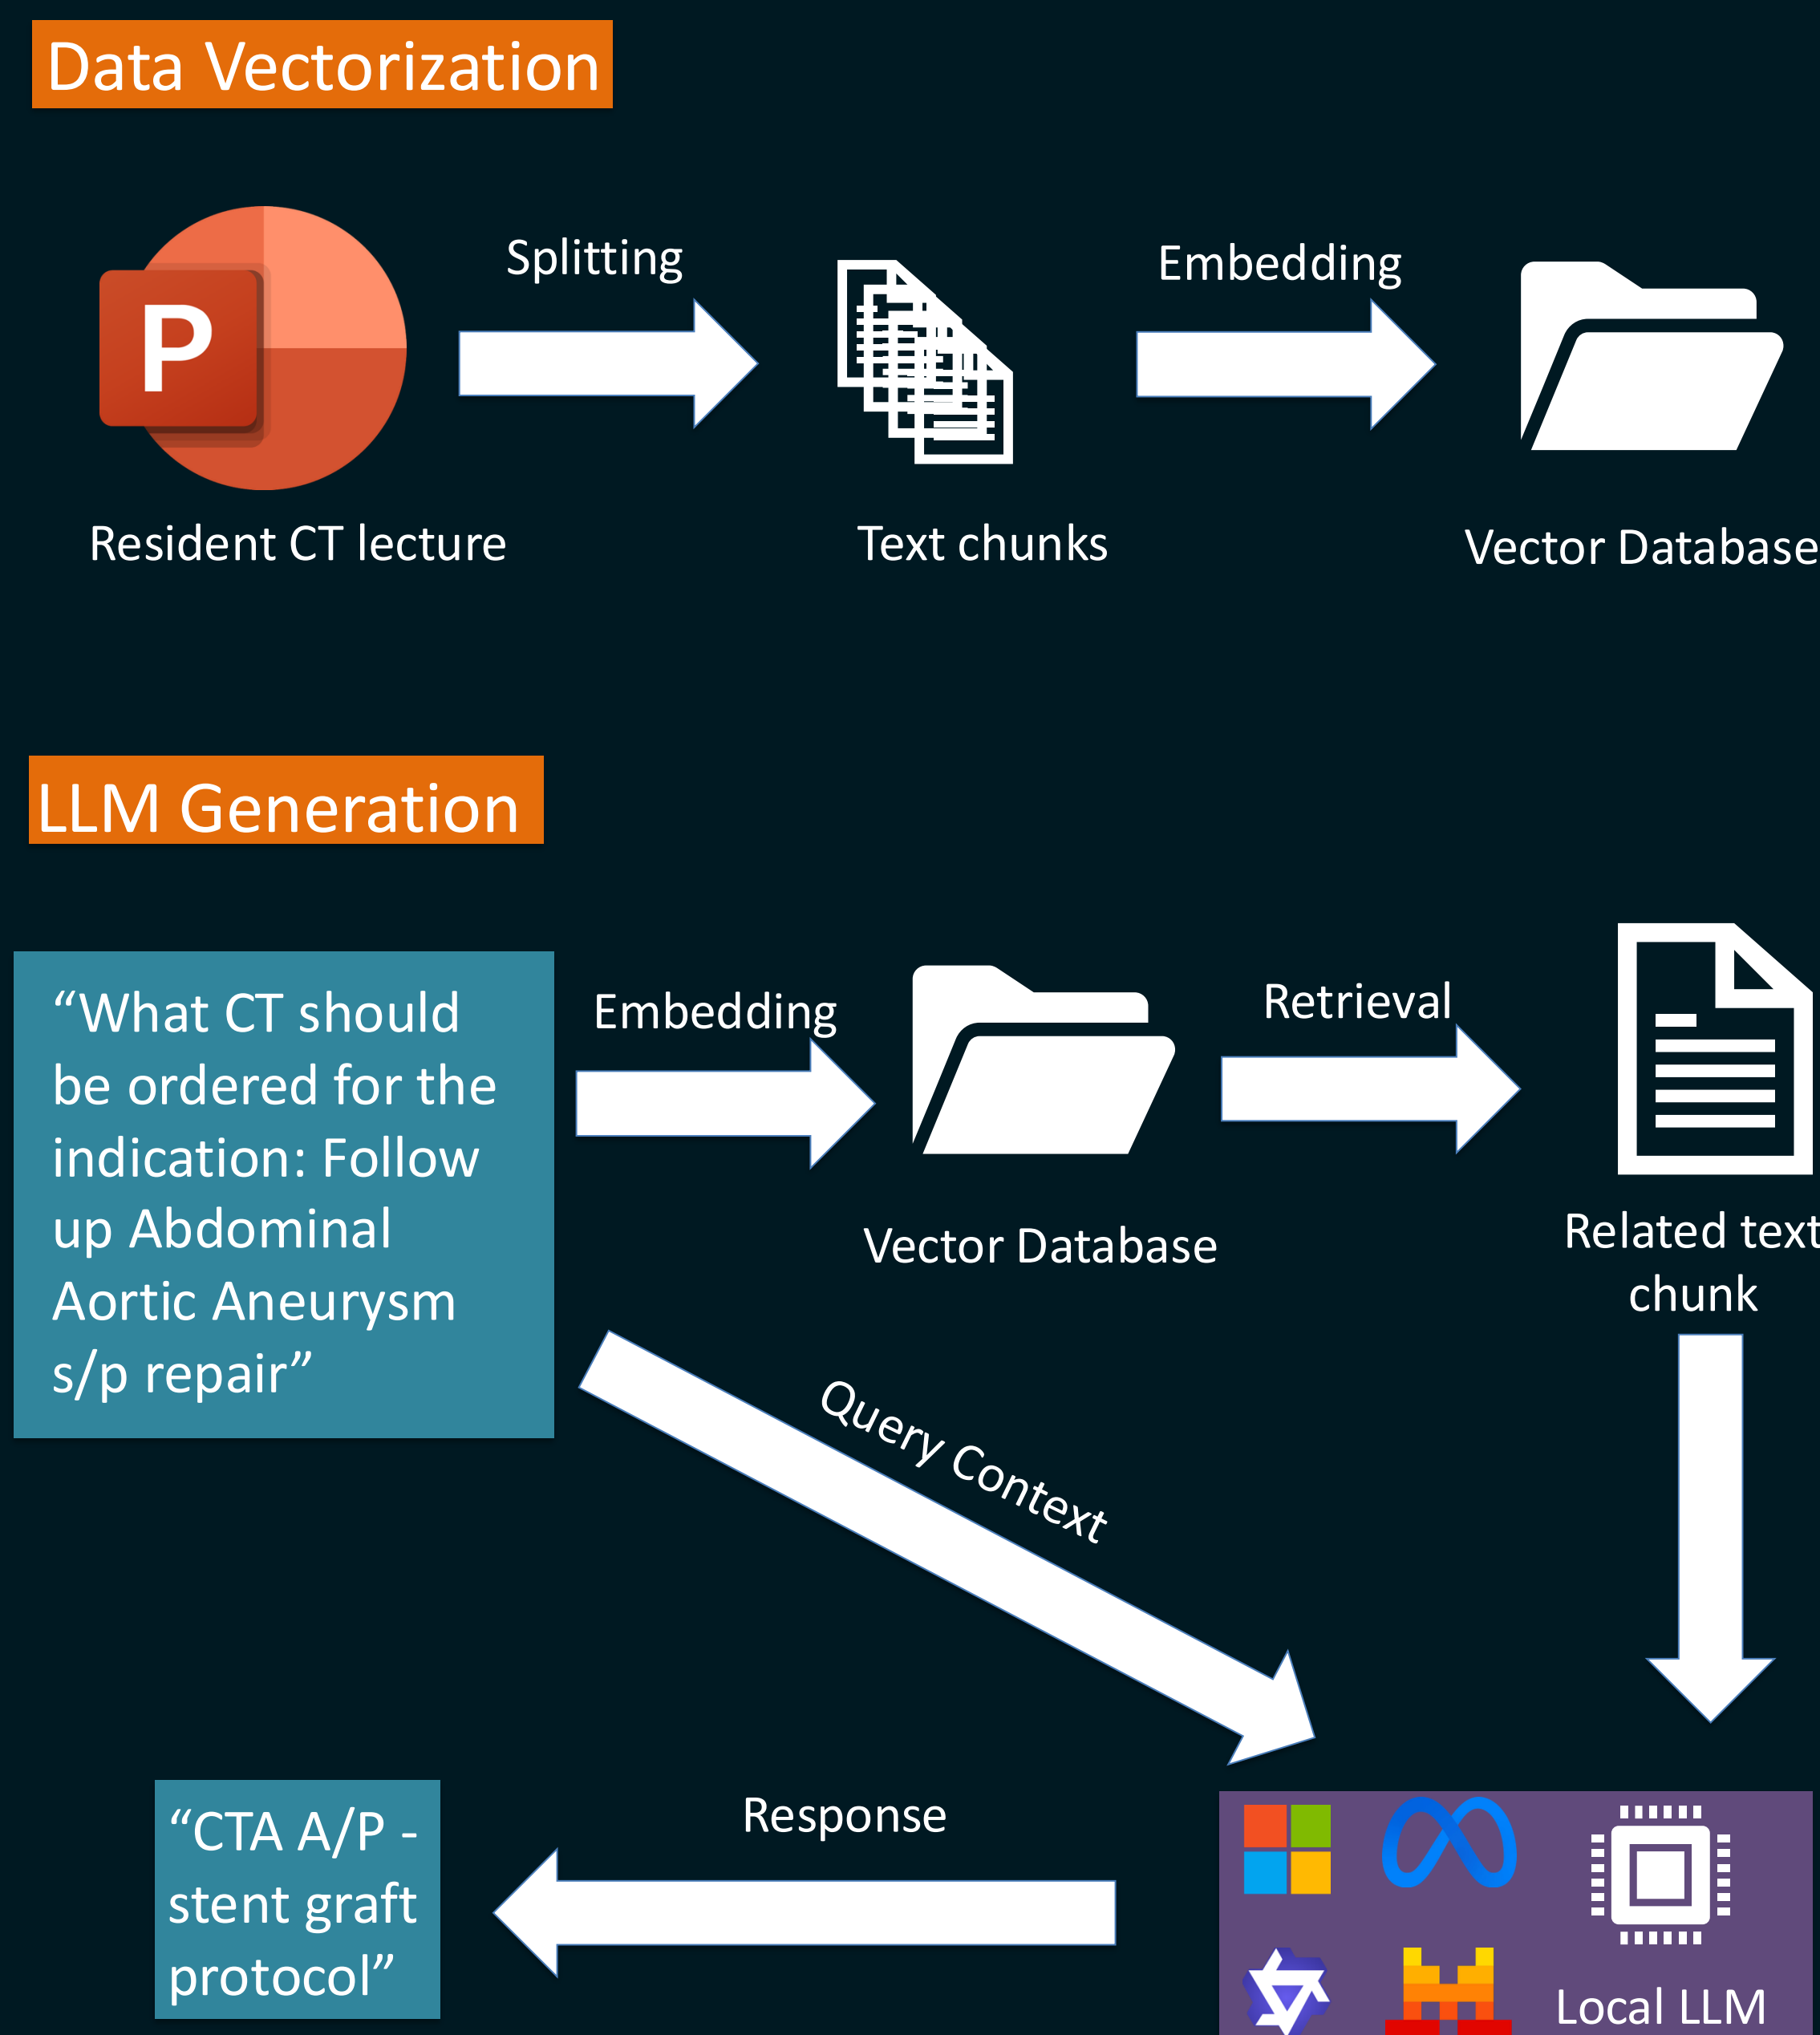 Data Vectorization
Splitting
Embedding
P
Resident CT lecture
Text chunks
Vector Database
LLM Generation
“What CT should
be ordered for the
indication: Follow
up Abdominal
Aortic Aneurysm
s/p repair”
Embedding
Retrieval
Vector Database
Related text
chunk
Query Context
Response
“CTA A/P -
stent graft
protocol”
Local LLM